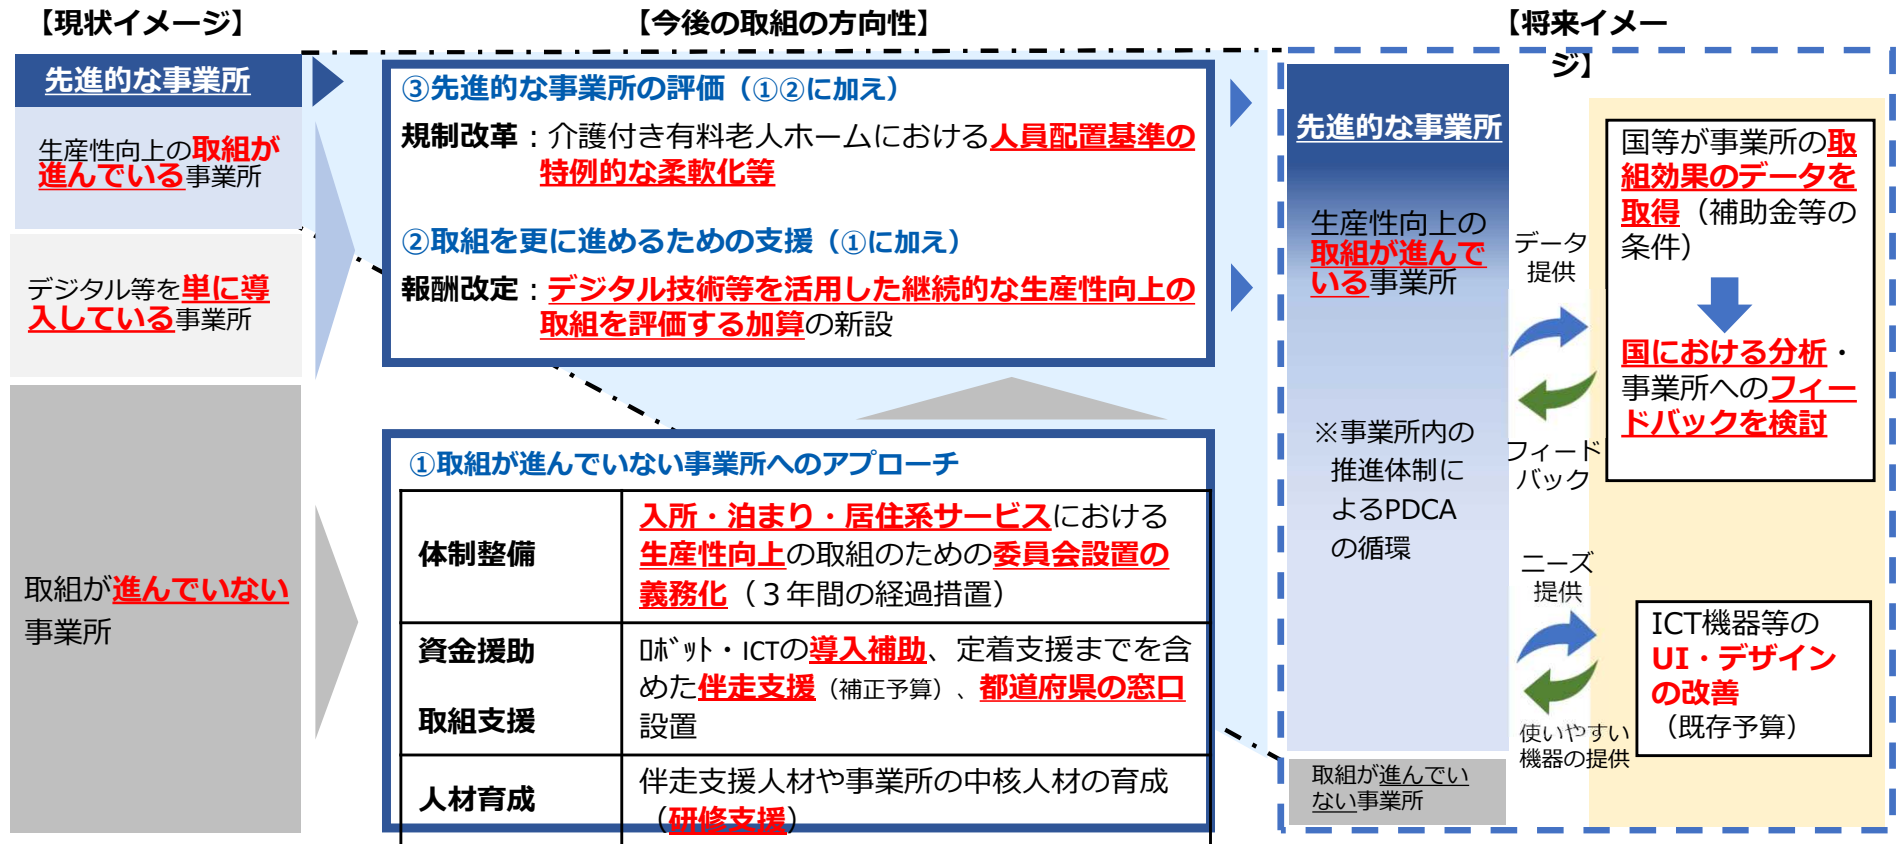 【現状イメージ】
先進的な事業所
生産性向上の取組が
進んでいる事業所
デジタル等を単に導
入している事業所
取組が進んでいない
事業所
【今後の取組の方向性】
③先進的な事業所の評価（①②に加え）
規制改革：介護付き有料老人ホームにおける人員配置基準の
特例的な柔軟化等
②取組を更に進めるための支援（①に加え）
報酬改定：デジタル技術等を活用した継続的な生産性向上の
取組を評価する加算の新設
①取組が進んでいない事業所へのアプローチ
体制整備
入所・泊まり・居住系サービスにおける
生産性向上の取組のための委員会設置の
義務化（３年間の経過措置）
資金援助
取組支援
ﾛﾎﾞｯﾄ・ICTの導入補助、定着支援までを含
めた伴走支援（補正予算）、都道府県の窓口
設置
人材育成
伴走支援人材や事業所の中核人材の育成
（研修支援）
【将来イメー
ジ】
先進的な事業所
生産性向上の
取組が進んで
いる事業所
※事業所内の
推進体制に
よるPDCA
の循環
取組が進んでい
ない事業所
データ
提供
フィード
バック
ニーズ
提供
使いやすい
機器の提供
国等が事業所の取
組効果のデータを
取得（補助金等の
条件）
国における分析・
事業所へのフィー
ドバックを検討
ICT機器等の
UI・デザイン
の改善
（既存予算）